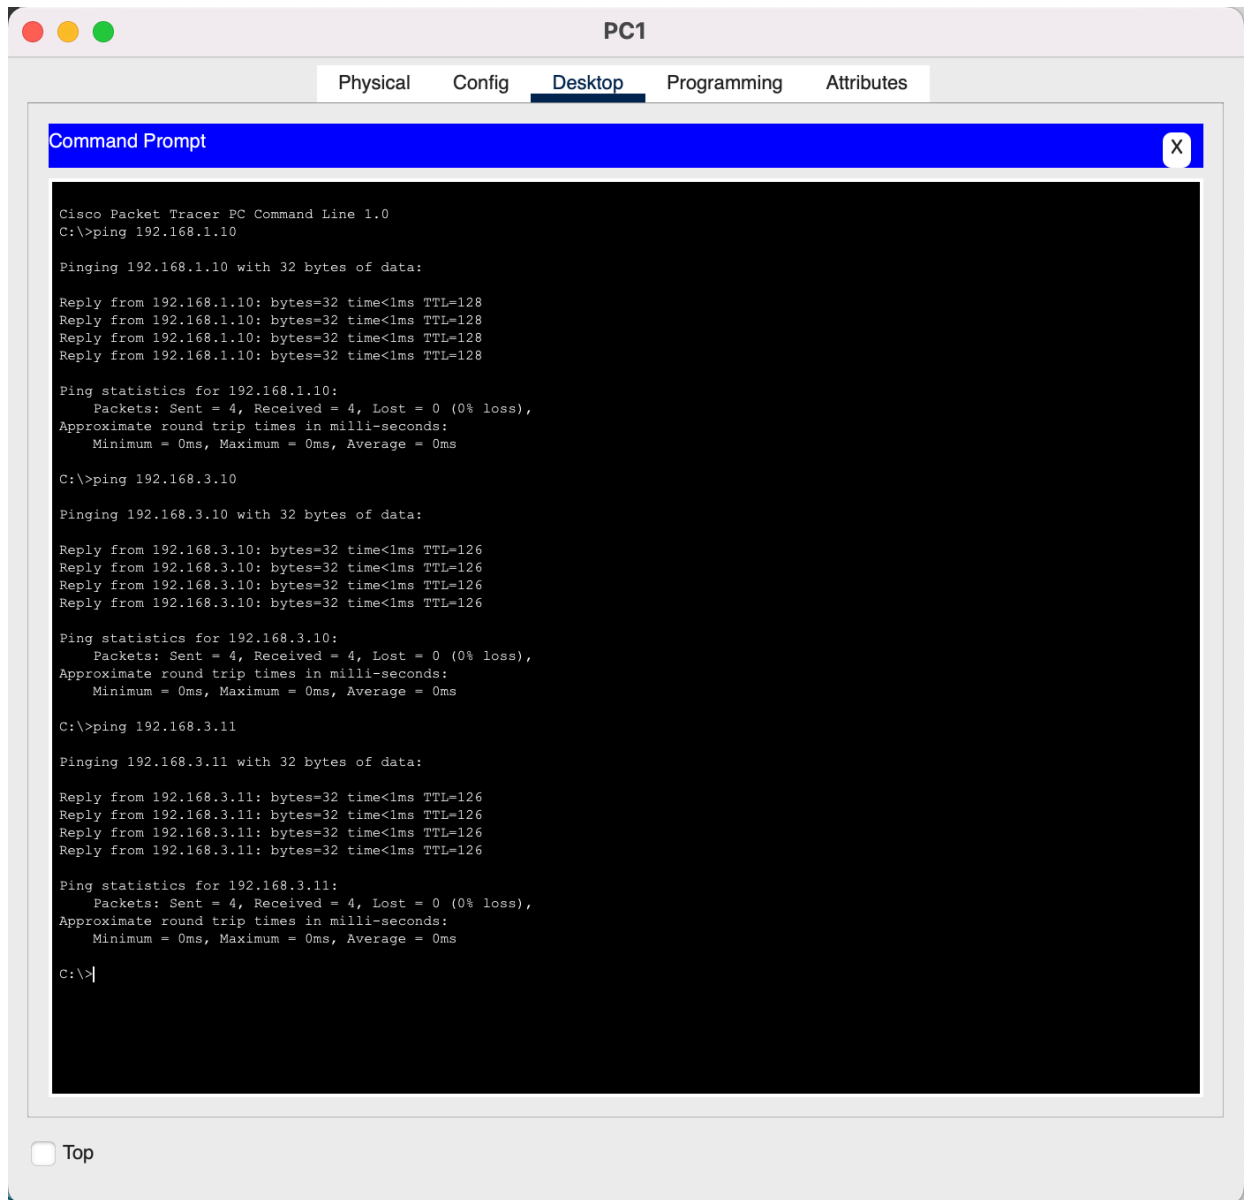 PC1
Physical Config Desktop Programming Attributes
Command Prompt
X
Cisco Packet Tracer PC Command Line 1.0
C:\>ping 192.168.1.10
Pinging 192.168.1.10 with 32 bytes of data:
Reply from 192.168.1.10: bytes=32 time<1ms TTL=128
Reply from 192.168.1.10: bytes=32 time<1ms TTL=128
Reply from 192.168.1.10: bytes=32 time<1ms TTL=128
Reply from 192.168.1.10: bytes=32 time<1ms TTL=128
Ping statistics for 192.168.1.10:
    Packets: Sent = 4, Received = 4, Lost = 0 (0% loss),
Approximate round trip times in milli-seconds:
    Minimum = 0ms, Maximum = 0ms, Average = 0ms
C:\>ping 192.168.3.10
Pinging 192.168.3.10 with 32 bytes of data:
Reply from 192.168.3.10: bytes=32 time<1ms TTL=126
Reply from 192.168.3.10: bytes=32 time<1ms TTL=126
Reply from 192.168.3.10: bytes=32 time<1ms TTL=126
Reply from 192.168.3.10: bytes=32 time<1ms TTL=126
Ping statistics for 192.168.3.10:
    Packets: Sent = 4, Received = 4, Lost = 0 (0% loss),
Approximate round trip times in milli-seconds:
    Minimum = 0ms, Maximum = 0ms, Average = 0ms
C:\>ping 192.168.3.11
Pinging 192.168.3.11 with 32 bytes of data:
Reply from 192.168.3.11: bytes=32 time<1ms TTL=126
Reply from 192.168.3.11: bytes=32 time<1ms TTL=126
Reply from 192.168.3.11: bytes=32 time<1ms TTL=126
Reply from 192.168.3.11: bytes=32 time<1ms TTL=126
Ping statistics for 192.168.3.11:
    Packets: Sent = 4, Received = 4, Lost = 0 (0% loss),
Approximate round trip times in milli-seconds:
    Minimum = 0ms, Maximum = 0ms, Average = 0ms
C:\>
Top